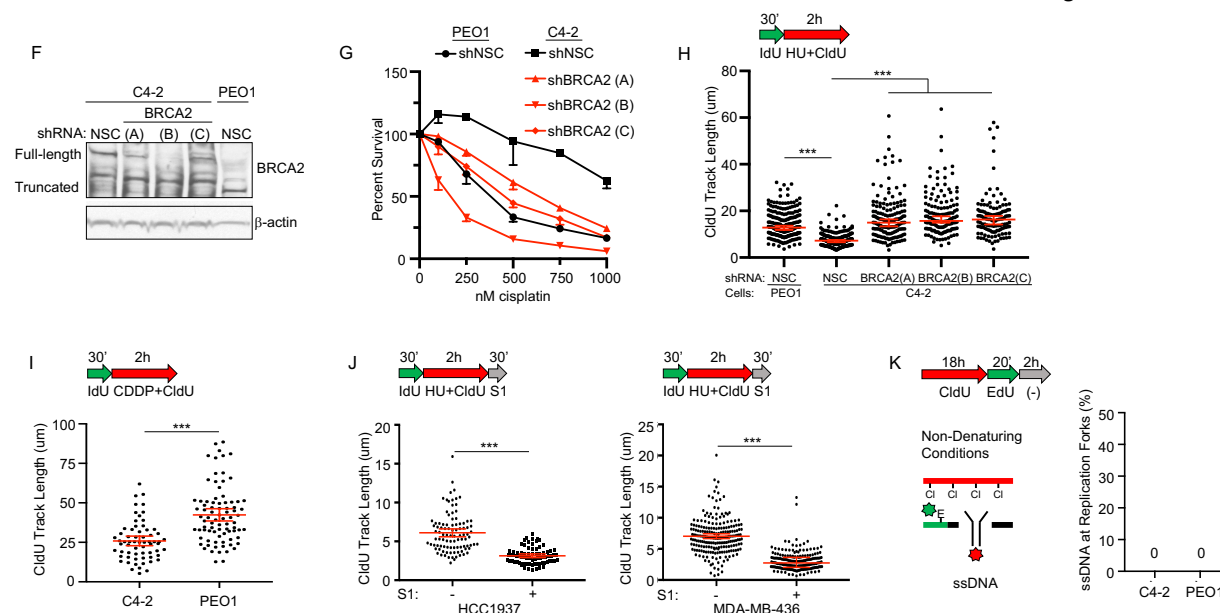 F
C4-2 PEO1
BRCA2
shRNA: NSC (A) (B) (C) NSC
Full-length
Truncated
BRCA2
β-actin
G
PEO1 C4-2
shNSC shNSC
shBRCA2 (A)
shBRCA2 (B)
shBRCA2 (C)
Percent Survival
150
100
50
0
0 250 500 750 1000
nM cisplatin
H
30' 2h
IdU HU+CldU
CldU Track Length (um)
80
60
40
20
0
***
***
shRNA: NSC NSC BRCA2(A) BRCA2(B) BRCA2(C)
Cells: PEO1 C4-2
I
30' 2h
IdU CDDP+CldU
CldU Track Length (um)
100
75
50
25
0
***
C4-2 PEO1
J
30' 2h 30'
IdU HU+CldU S1
CldU Track Length (um)
20
15
10
5
0
***
S1: - +
HCC1937
30' 2h 30'
IdU HU+CldU S1
CldU Track Length (um)
25
20
15
10
5
0
***
S1: - +
MDA-MB-436
K
18h 20' 2h
CldU EdU (-)
Non-Denaturing
Conditions
Cl Cl Cl Cl
E
ssDNA
ssDNA at Replication Forks (%)
50
40
30
20
10
0
0 0
C4-2 PEO1